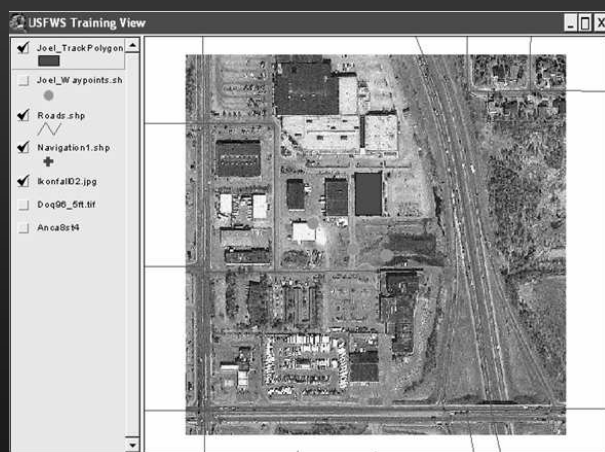 USFWS Training View
Joel_TrackPolygon
Joel_Waypoints.sh
Roads.shp
Navigation1.shp
Ikonfall02.jpg
Doq96_5ft.tif
Anca8st4